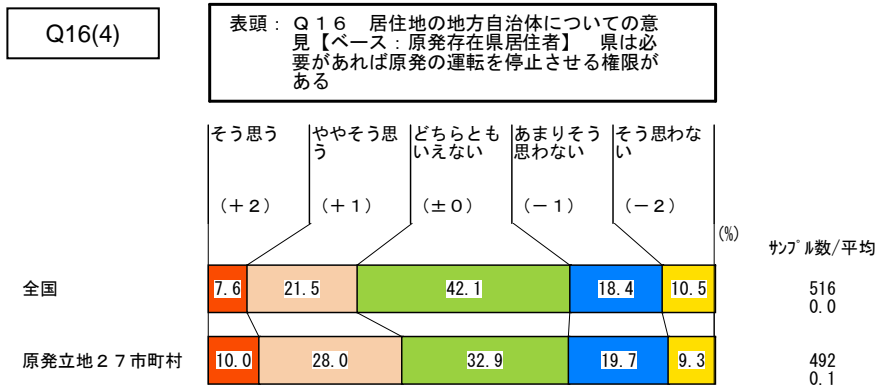 Q16(4)
表頭： Ｑ１６　居住地の地方自治体についての意
見【ベース：原発存在県居住者】　県は必
要があれば原発の運転を停止させる権限が
ある
そう思う ややそう思 どちらとも あまりそう そう思わな
う いえない 思わない い
（＋２） （＋１） （±０） （－１） （－２）
(%)
ｻﾝﾌﾟﾙ数/平均
全国 7.6 21.5 42.1 18.4 10.5 516
0.0
原発立地２７市町村 10.0 28.0 32.9 19.7 9.3 492
0.1